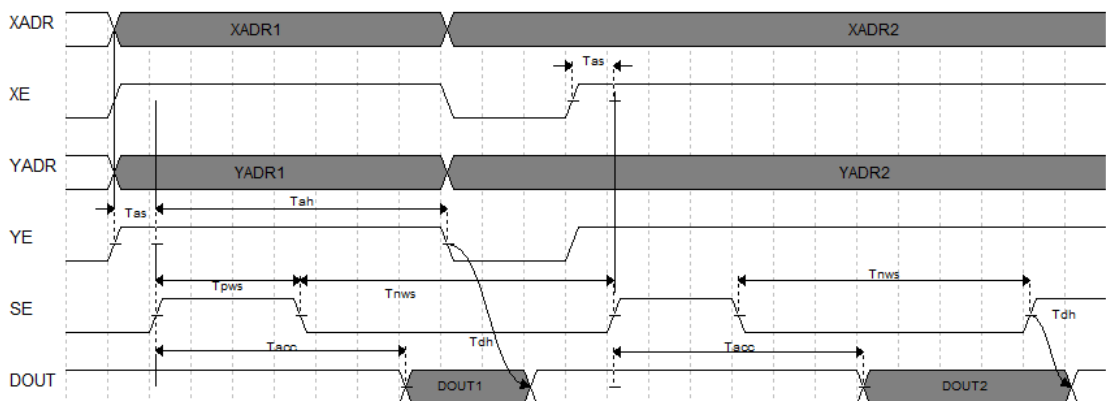 XADR XADR1 XADR2
Tas
XE
YADR YADR1 YADR2
Tas Tah
YE
Tpws Tnws Tnws
SE
Tacc Tdh Tacc Tdh
DOUT DOUT1 DOUT2